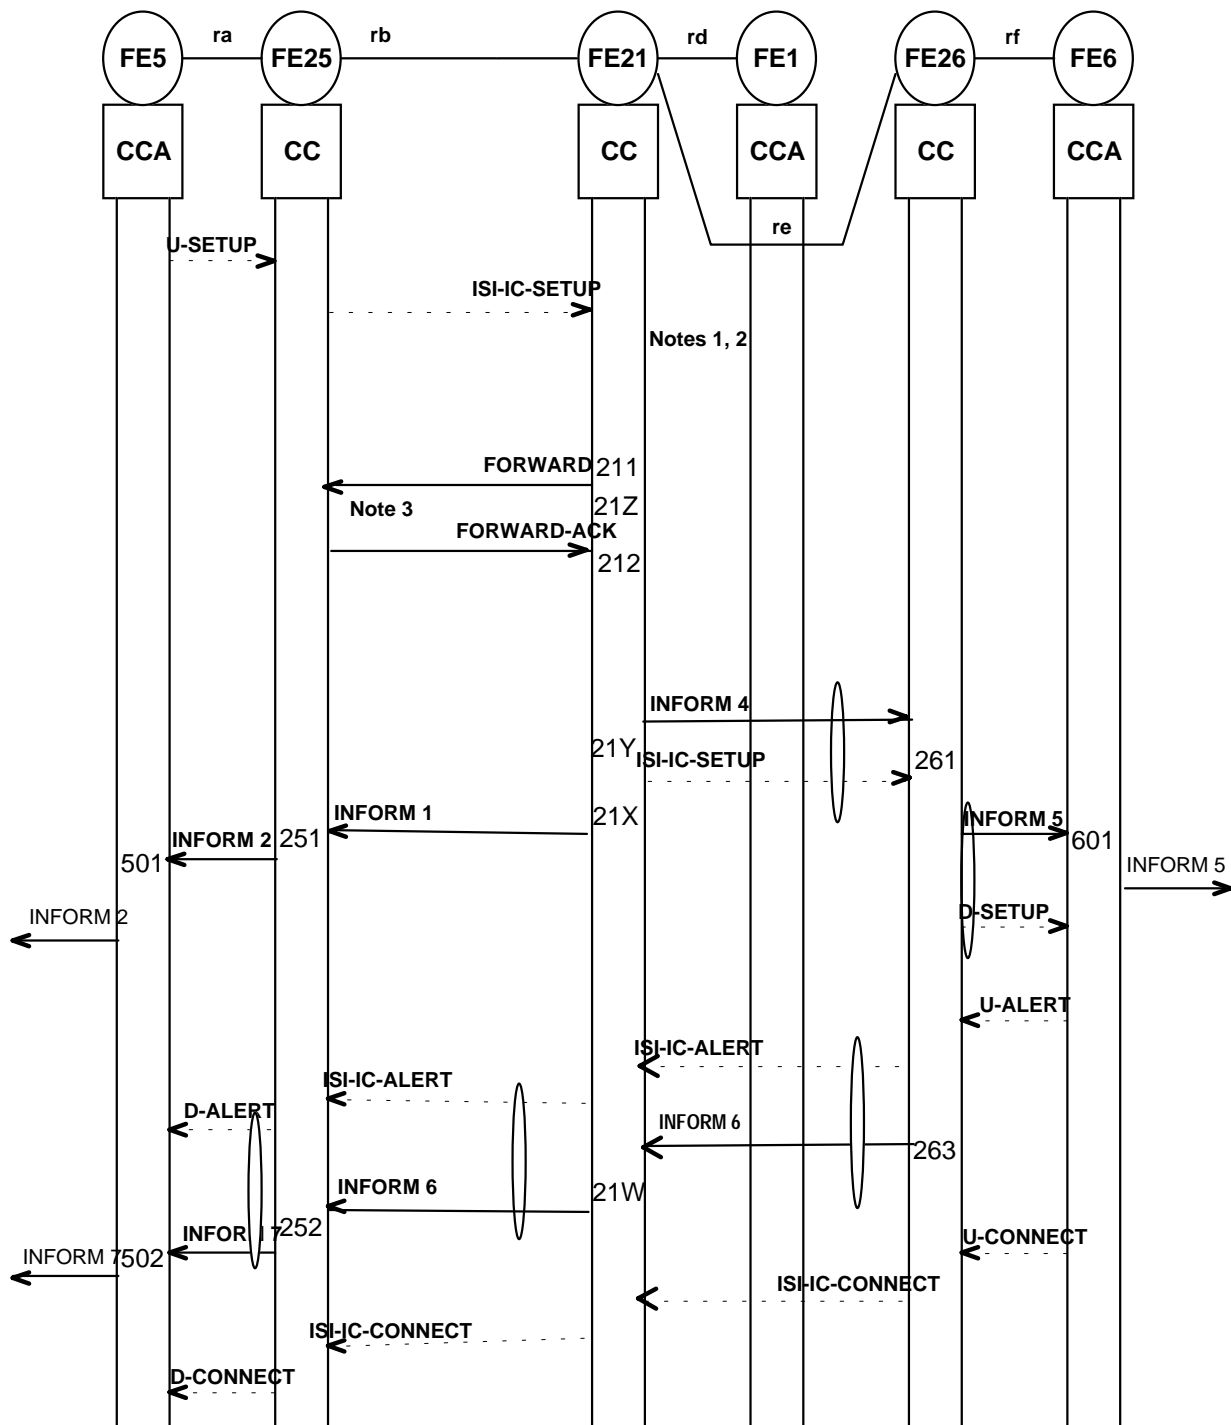 ra
rb
rd
rf
FE5
FE25
FE21
FE1
FE26
FE6
CCA
CC
CC
CCA
CC
CCA
re
U-SETUP
ISI-IC-SETUP
Notes 1, 2
FORWARD
211
21Z
Note 3
FORWARD-ACK
212
INFORM 4
21Y
ISI-IC-SETUP
261
INFORM 1
21X
INFORM 5
INFORM 2
251
601
501
INFORM 5
INFORM 2
D-SETUP
U-ALERT
ISI-IC-ALERT
ISI-IC-ALERT
D-ALERT
INFORM 6
263
INFORM 6
21W
INFORM 7
252
U-CONNECT
INFORM 7
502
ISI-IC-CONNECT
ISI-IC-CONNECT
D-CONNECT